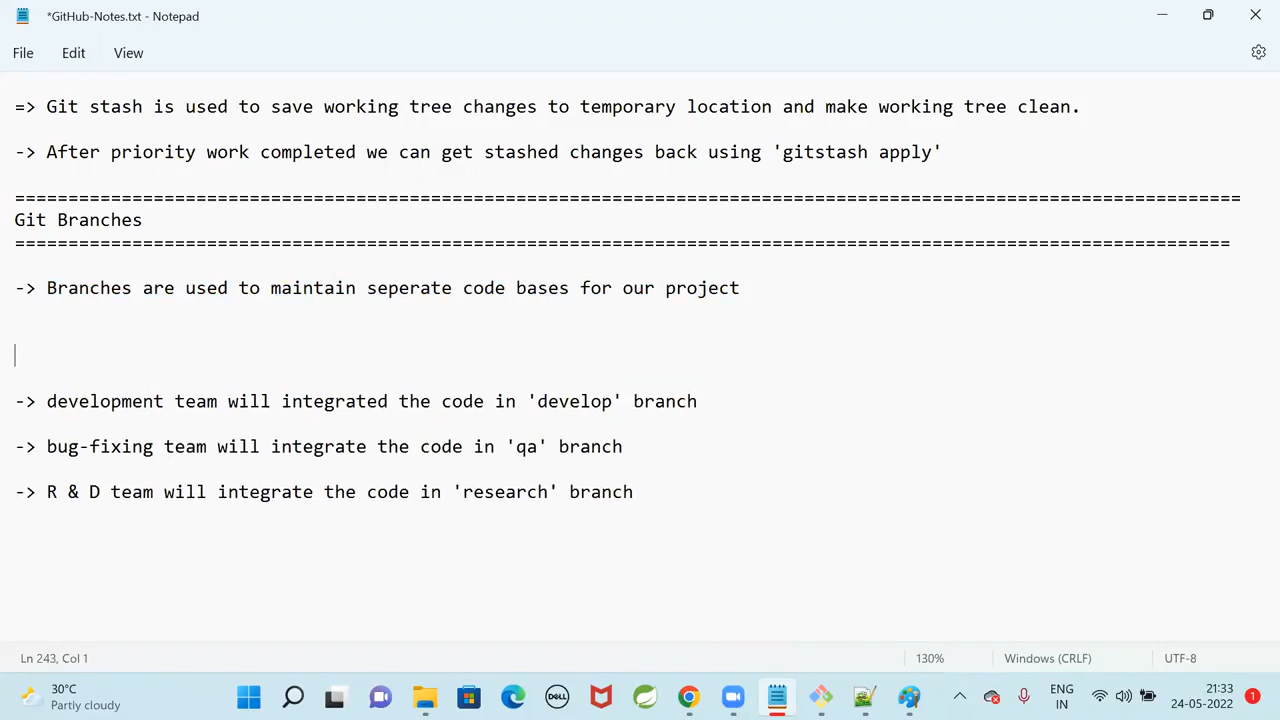 *GitHub-Notes.txt - Notepad
File Edit View
=> Git stash is used to save working tree changes to temporary location and make working tree clean.
-> After priority work completed we can get stashed changes back using 'gitstash apply'
===================================================================================================================
Git Branches
==================================================================================================================
-> Branches are used to maintain seperate code bases for our project
-> development team will integrated the code in 'develop' branch
-> bug-fixing team will integrate the code in 'qa' branch
-> R & D team will integrate the code in 'research' branch
Ln 243, Col 1 130% Windows (CRLF) UTF-8
30°C
Partly cloudy
DELL
ENG
IN
21:33
24-05-2022
1